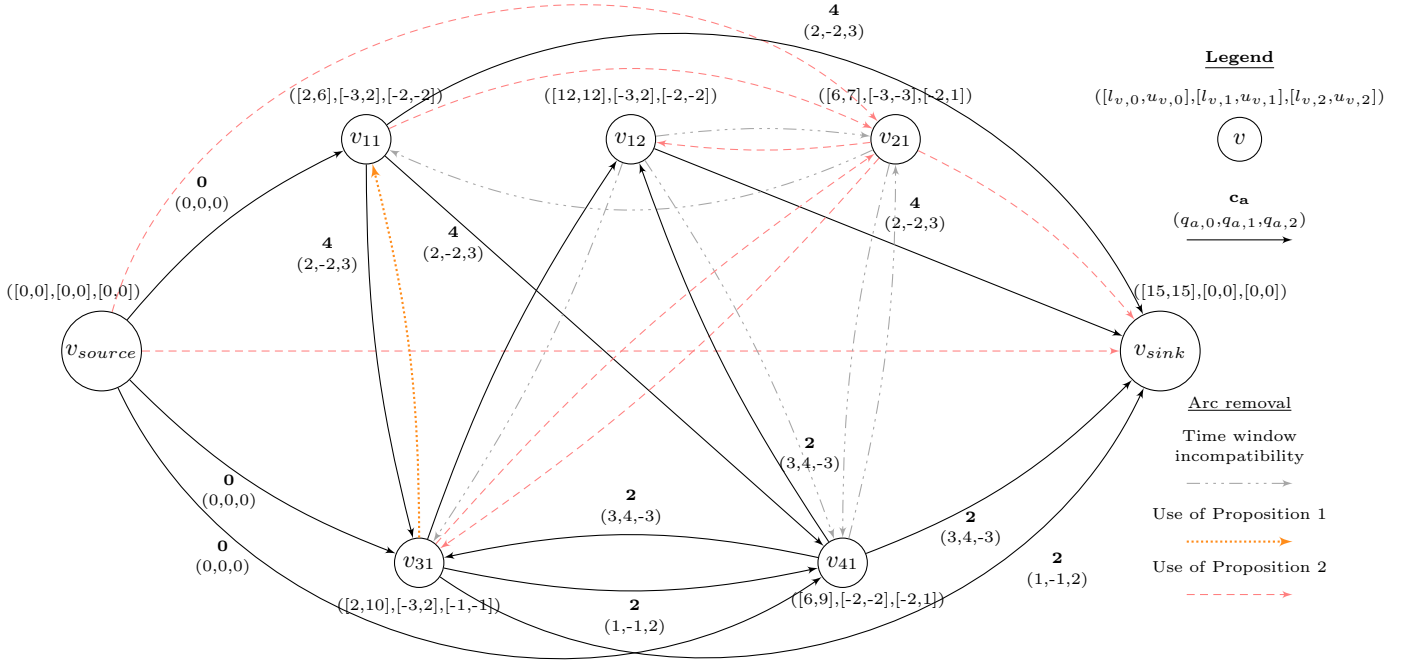 4
(2,-2,3)
Legend
([l_{v,0},u_{v,0}],[l_{v,1},u_{v,1}],[l_{v,2},u_{v,2}])
v
c_a
(q_{a,0},q_{a,1},q_{a,2})
([2,6],[-3,2],[-2,-2])
([12,12],[-3,2],[-2,-2])
([6,7],[-3,-3],[-2,1])
v_{11}
v_{12}
v_{21}
0
(0,0,0)
4
(2,-2,3)
4
(2,-2,3)
4
(2,-2,3)
([0,0],[0,0],[0,0])
v_{source}
([15,15],[0,0],[0,0])
v_{sink}
Arc removal
Time window
incompatibility
Use of Proposition 1
Use of Proposition 2
2
(3,4,-3)
0
(0,0,0)
2
(3,4,-3)
2
(3,4,-3)
0
(0,0,0)
2
(1,-1,2)
v_{31}
v_{41}
([2,10],[-3,2],[-1,-1])
([6,9],[-2,-2],[-2,1])
2
(1,-1,2)